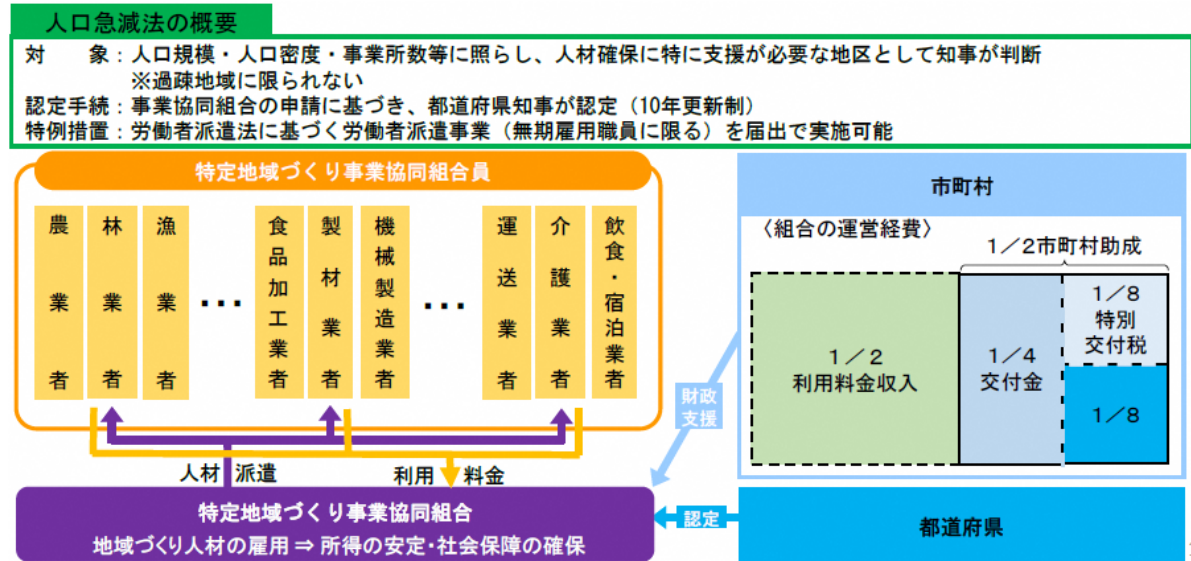 人口急減法の概要
対　　象：人口規模・人口密度・事業所数等に照らし、人材確保に特に支援が必要な地区として知事が判断
※過疎地域に限られない
認定手続：事業協同組合の申請に基づき、都道府県知事が認定（10年更新制）
特例措置：労働者派遣法に基づく労働者派遣事業（無期雇用職員に限る）を届出で実施可能
特定地域づくり事業協同組合員
農業者
林業者
漁業者
・・・
食品加工業者
製材業者
機械製造業者
・・・
運送業者
介護業者
飲食・宿泊業者
人材派遣
利用料金
特定地域づくり事業協同組合
地域づくり人材の雇用⇒所得の安定・社会保障の確保
市町村
〈組合の運営経費〉
1／2市町村助成
1／2
利用料金収入
1／4
交付金
1／8
特別
交付税
1／8
財政
支援
認定
都道府県